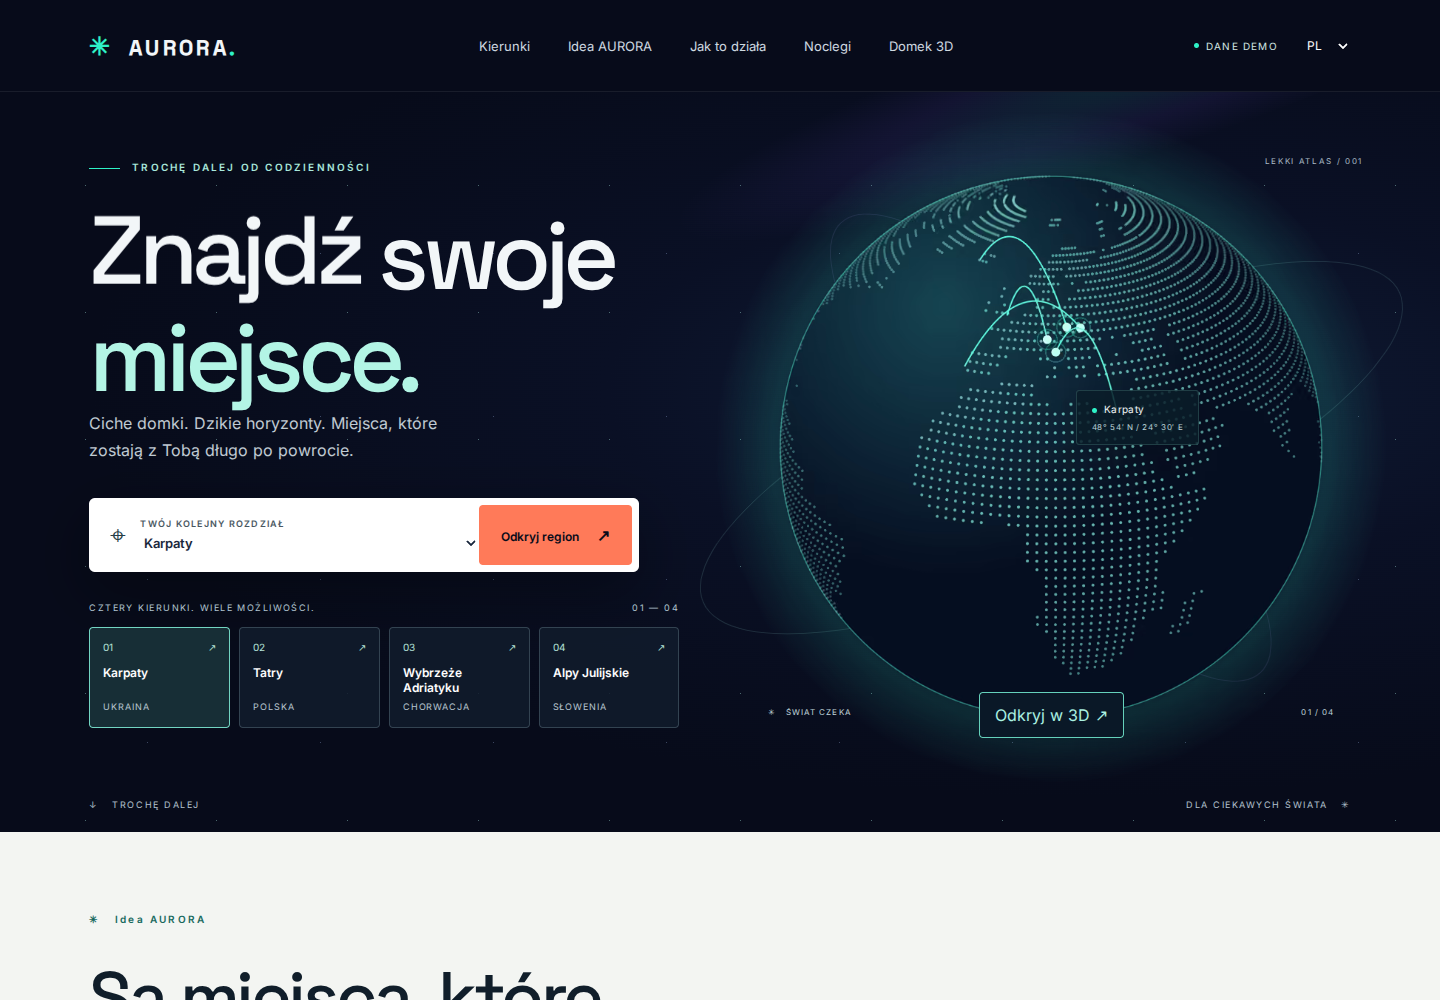 AURORA.
Kierunki
Idea AURORA
Jak to działa
Noclegi
Domek 3D
DANE DEMO
PL
TROCHĘ DALEJ OD CODZIENNOŚCI
LEKKI ATLAS / 001
Znajdź swoje
miejsce.
Ciche domki. Dzikie horyzonty. Miejsca, które
zostają z Tobą długo po powrocie.
TWÓJ KOLEJNY ROZDZIAŁ
Karpaty
Odkryj region ↗
Karpaty
48° 54' N / 24° 30' E
CZTERY KIERUNKI. WIELE MOŻLIWOŚCI.
01 — 04
01 ↗
Karpaty
UKRAINA
02 ↗
Tatry
POLSKA
03 ↗
Wybrzeże
Adriatyku
CHORWACJA
04 ↗
Alpy Julijskie
SŁOWENIA
ŚWIAT CZEKA
Odkryj w 3D ↗
01 / 04
↓ TROCHĘ DALEJ
DLA CIEKAWYCH ŚWIATA
Idea AURORA
Są miejsca, które